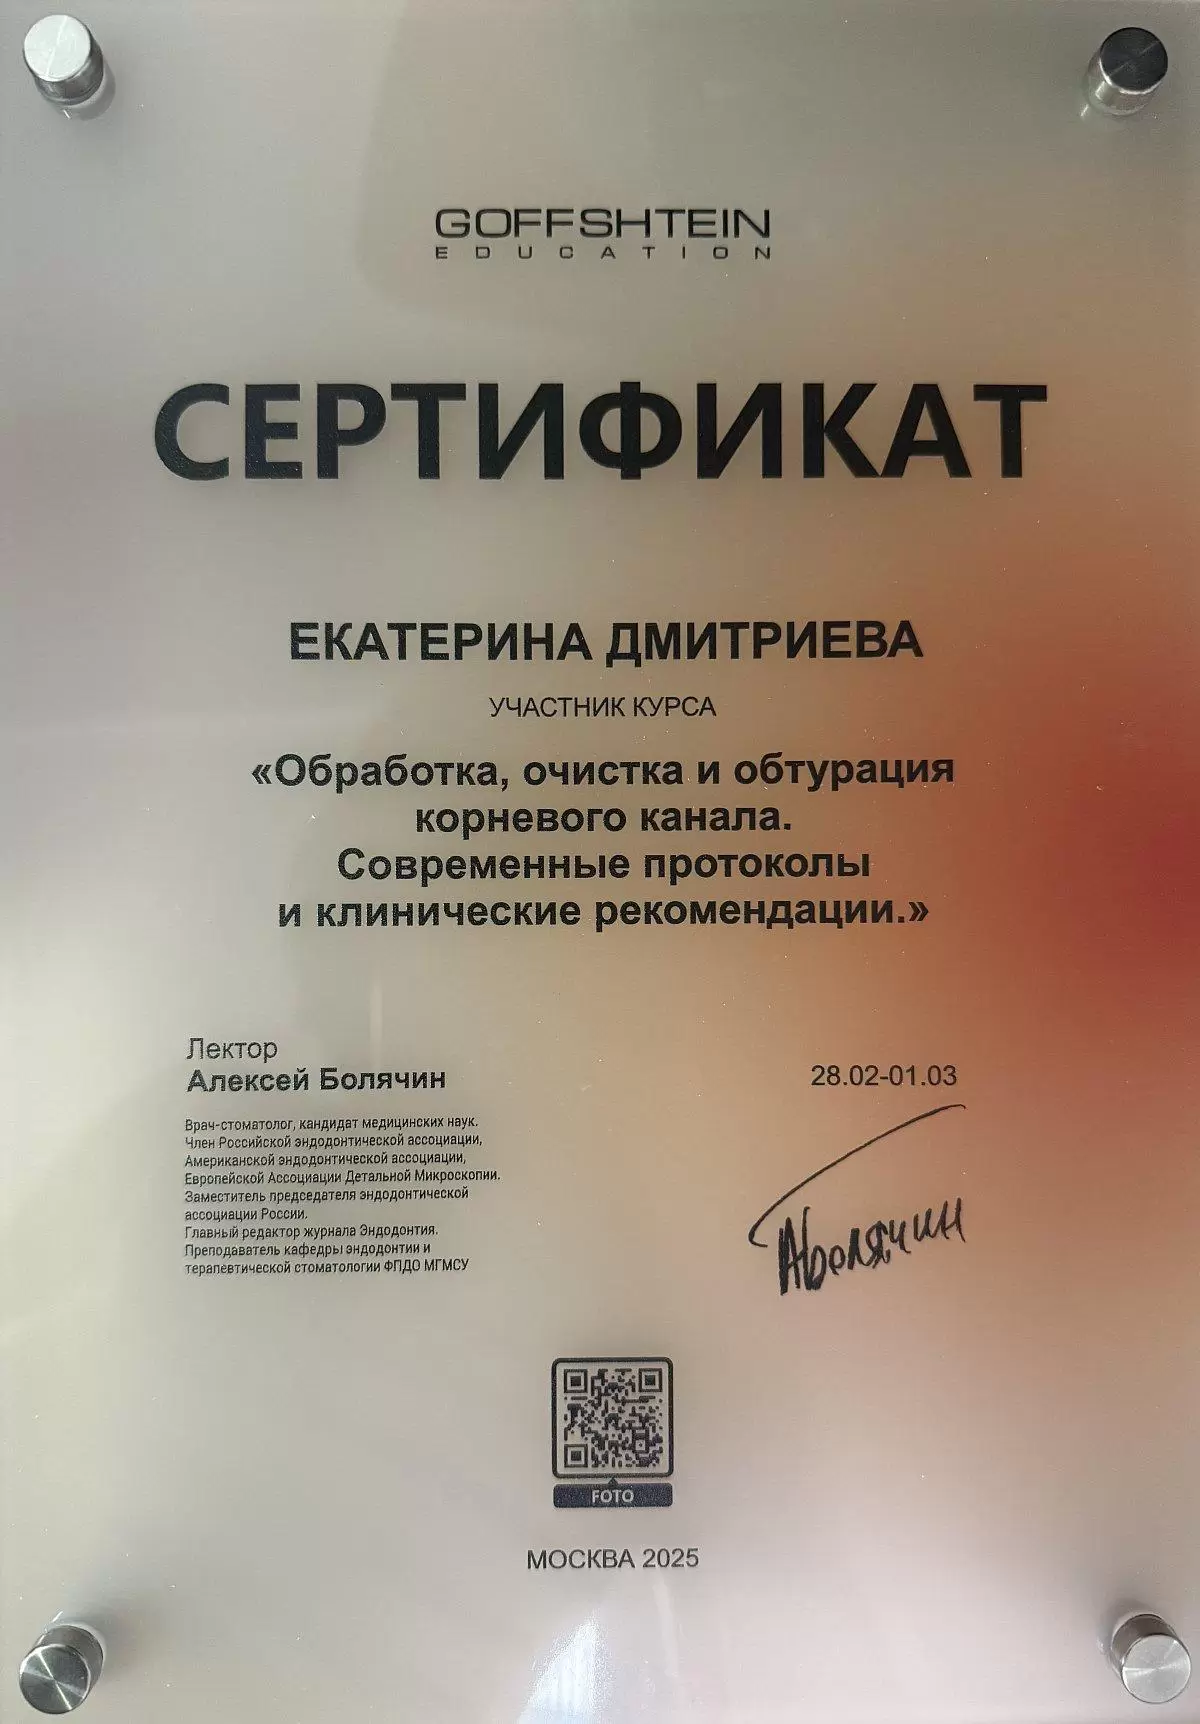 GOFFSHTEIN
EDUCATION
СЕРТИФИКАТ
ЕКАТЕРИНА ДМИТРИЕВА
УЧАСТНИК КУРСА
«Обработка, очистка и обтурация
корневого канала.
Современные протоколы
и клинические рекомендации.»
Лектор
Алексей Болячин
Врач-стоматолог, кандидат медицинских наук.
Член Российской эндодонтической ассоциации,
Американской эндодонтической ассоциации,
Европейской Ассоциации Детальной Микроскопии.
Заместитель председателя эндодонтической
ассоциации России.
Главный редактор журнала Эндодонтия.
Преподаватель кафедры эндодонтии и
терапевтической стоматологии ФПДО МГМСУ
28.02-01.03
АБолячин
FOTO
МОСКВА 2025